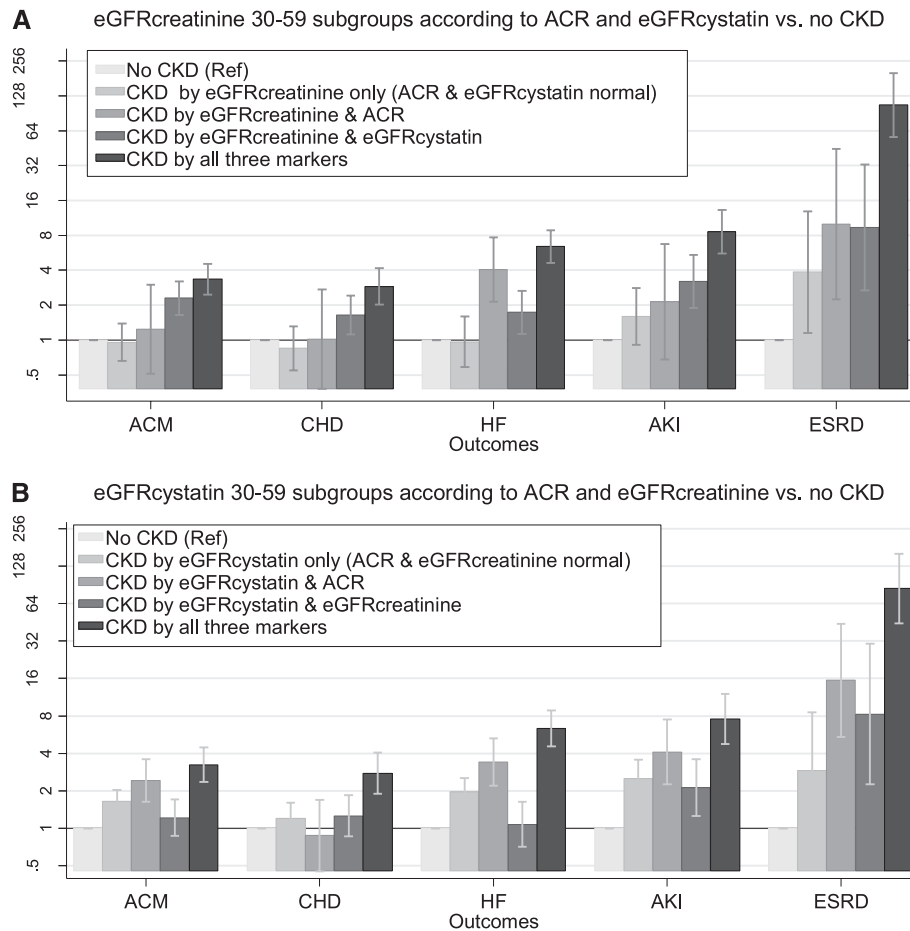 A eGFRcreatinine 30-59 subgroups according to ACR and eGFRcystatin vs. no CKD
256
128
64
32
16
8
4
2
1
.5
No CKD (Ref)
CKD by eGFRcreatinine only (ACR & eGFRcystatin normal)
CKD by eGFRcreatinine & ACR
CKD by eGFRcreatinine & eGFRcystatin
CKD by all three markers
ACM CHD HF AKI ESRD
Outcomes
B eGFRcystatin 30-59 subgroups according to ACR and eGFRcreatinine vs. no CKD
256
128
64
32
16
8
4
2
1
.5
No CKD (Ref)
CKD by eGFRcystatin only (ACR & eGFRcreatinine normal)
CKD by eGFRcystatin & ACR
CKD by eGFRcystatin & eGFRcreatinine
CKD by all three markers
ACM CHD HF AKI ESRD
Outcomes